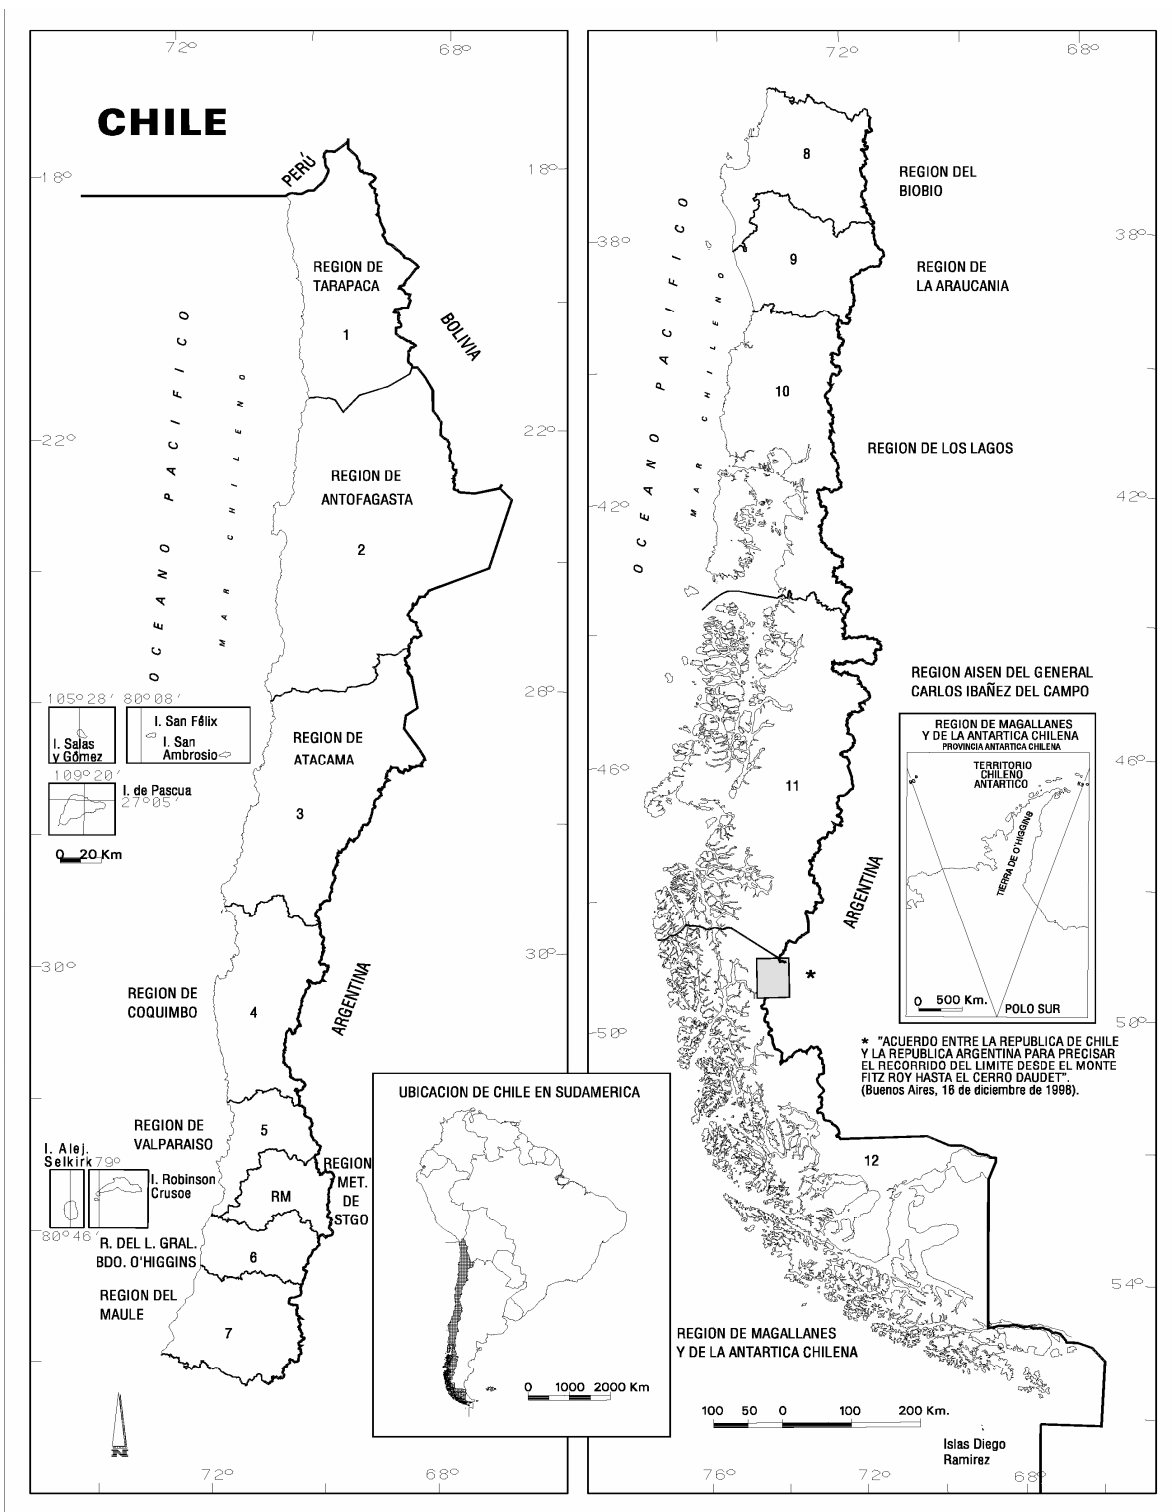 72º
68º
CHILE
18º
18º
PERÚ
REGION DE
TARAPACA
1
BOLIVIA
OCEANO PACIFICO
MAR CHILENO
22º
22º
REGION DE
ANTOFAGASTA
2
26º
105º28'
80º08'
I. Salas
y Gómez
I. San Félix
I. San
Ambrosio
109º20'
27º05'
I. de Pascua
0 20 Km
REGION DE
ATACAMA
3
30º
30º
REGION DE
COQUIMBO
4
ARGENTINA
REGION DE
VALPARAISO
5
I. Alej.
Selkirk
79º
I. Robinson
Crusoe
80º46'
REGION
MET.
DE
STGO
RM
R. DEL L. GRAL.
BDO. O'HIGGINS
6
REGION DEL
MAULE
7
N
72º
68º
UBICACION DE CHILE EN SUDAMERICA
0 1000 2000 Km
72º
68º
8
REGION DEL
BIOBIO
38º
38º
9
REGION DE
LA ARAUCANIA
OCEANO PACIFICO
MAR CHILENO
10
REGION DE LOS LAGOS
42º
42º
REGION AISEN DEL GENERAL
CARLOS IBAÑEZ DEL CAMPO
46º
46º
11
ARGENTINA
REGION DE MAGALLANES
Y DE LA ANTARTICA CHILENA
PROVINCIA ANTARTICA CHILENA
TERRITORIO
CHILENO
ANTARTICO
TIERRA DE O'HIGGINS
0 500 Km.
POLO SUR
*
50º
50º
* "ACUERDO ENTRE LA REPUBLICA DE CHILE
Y LA REPUBLICA ARGENTINA PARA PRECISAR
EL RECORRIDO DEL LIMITE DESDE EL MONTE
FITZ ROY HASTA EL CERRO DAUDET".
(Buenos Aires, 16 de diciembre de 1998).
12
54º
REGION DE MAGALLANES
Y DE LA ANTARTICA CHILENA
100 50 0 100 200 Km.
Islas Diego
Ramirez
76º
72º
68º